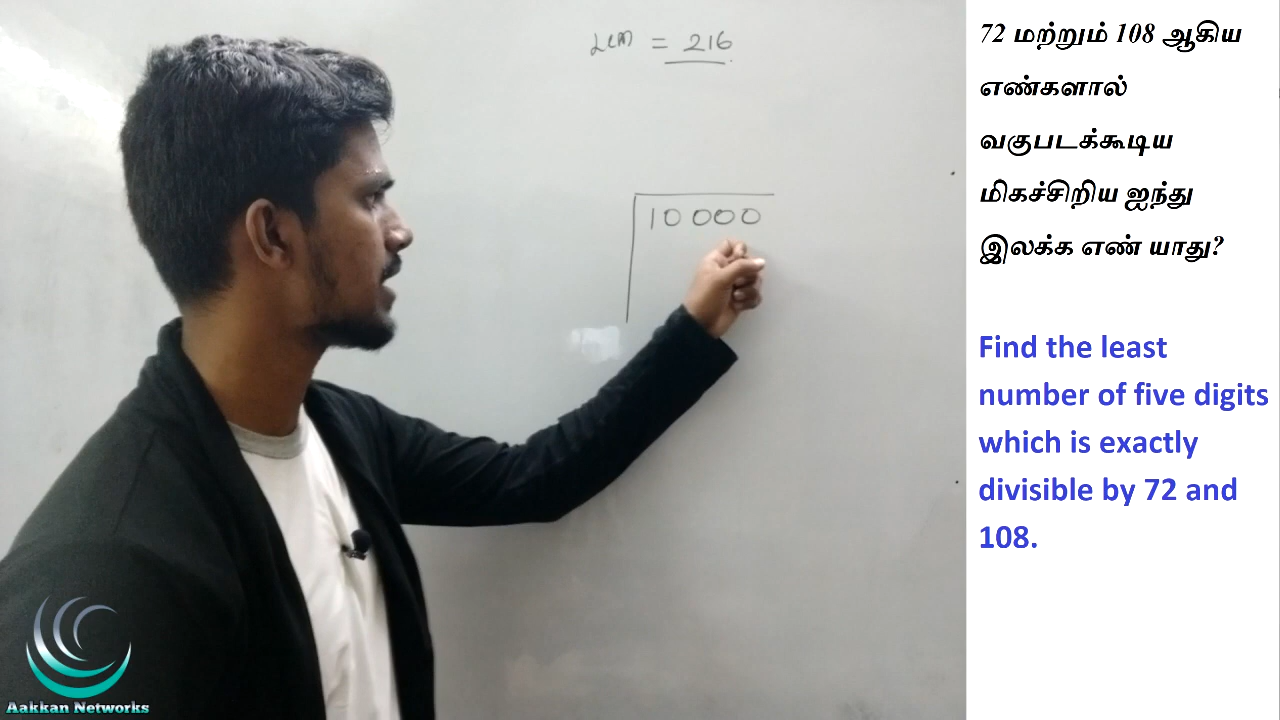 LCM = 216.
10000
72 மற்றும் 108 ஆகிய
எண்களால்
வகுபடக்கூடிய
மிகச்சிறிய ஐந்து
இலக்க எண் யாது?
Find the least
number of five digits
which is exactly
divisible by 72 and
108.
Aakkan Networks